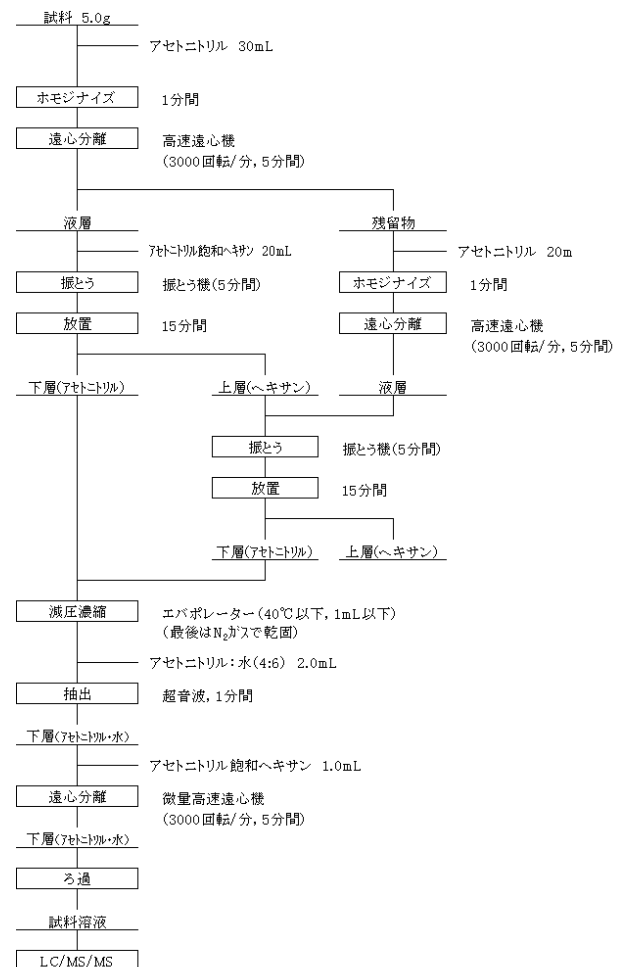 試料 5.0g
アセトニトリル 30mL
ホモジナイズ 1分間
遠心分離 高速遠心機
(3000回転/分,5分間)
液層 残留物
アセトニトリル飽和ヘキサン 20mL アセトニトリル 20m
振とう 振とう機(5分間) ホモジナイズ 1分間
放置 15分間 遠心分離 高速遠心機
(3000回転/分,5分間)
下層(アセトニトリル) 上層(ヘキサン) 液層
振とう 振とう機(5分間)
放置 15分間
下層(アセトニトリル) 上層(ヘキサン)
減圧濃縮 エバポレーター(40℃以下,1mL以下)
(最後はN₂ガスで乾固)
アセトニトリル:水(4:6) 2.0mL
抽出 超音波,1分間
下層(アセトニトリル・水)
アセトニトリル飽和ヘキサン 1.0mL
遠心分離 微量高速遠心機
(3000回転/分,5分間)
下層(アセトニトリル・水)
ろ過
試料溶液
LC/MS/MS